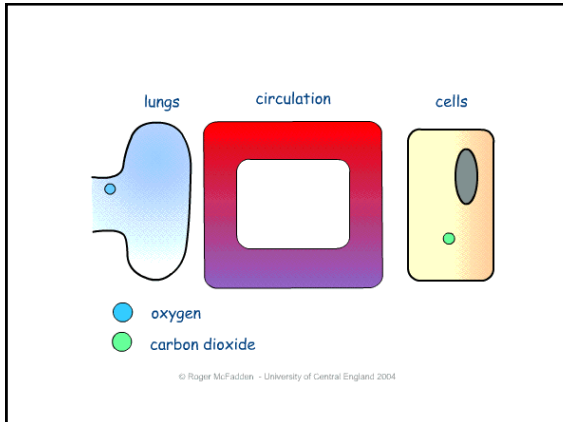 lungs
circulation
cells
oxygen
carbon dioxide
© Roger McFadden - University of Central England 2004